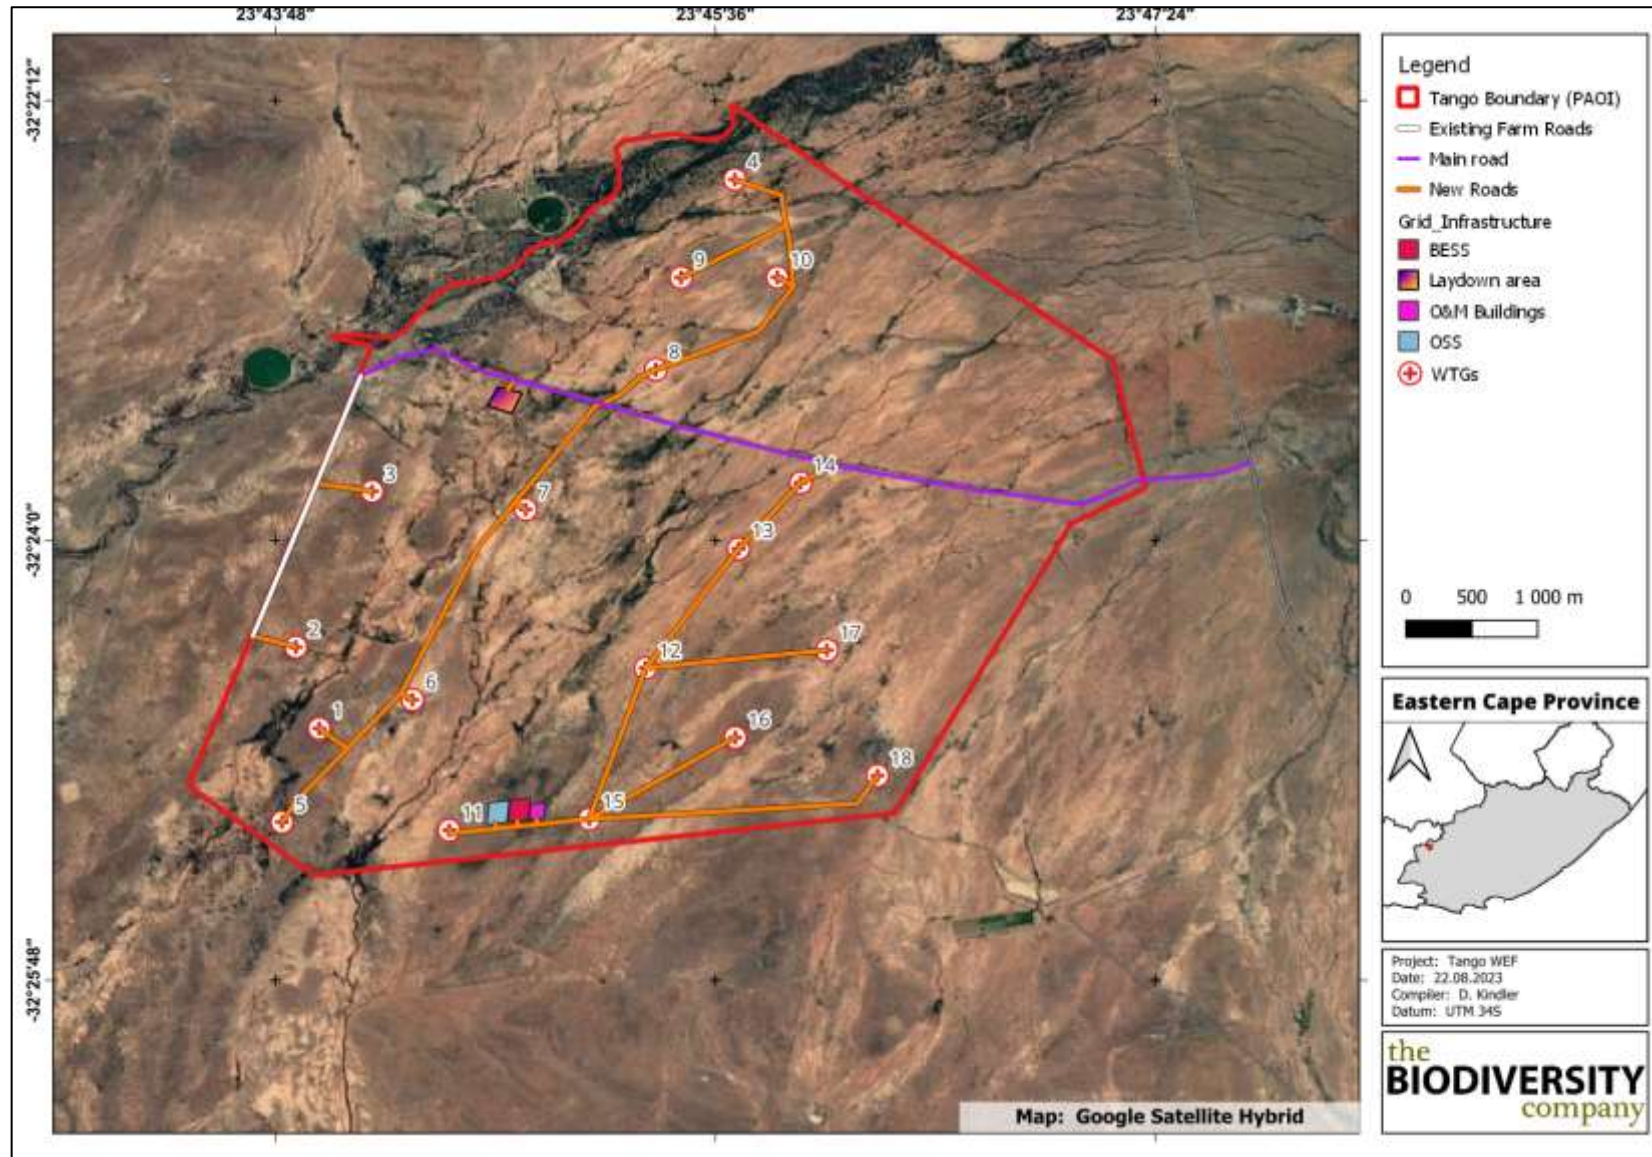 23°43'48"
23°45'36"
23°47'24"
-32°22'12"
-32°24'0"
-32°25'48"
4
9
10
8
3
7
14
13
2
12
17
6
1
16
18
5
11
15
Map: Google Satellite Hybrid
Legend
Tango Boundary (PAOI)
Existing Farm Roads
Main road
New Roads
Grid_Infrastructure
BESS
Laydown area
O&M Buildings
OSS
WTGs
0 500 1 000 m
Eastern Cape Province
Project: Tango WEF
Date: 22.08.2023
Compiler: D. Kindler
Datum: UTM 34S
the
BIODIVERSITY
company